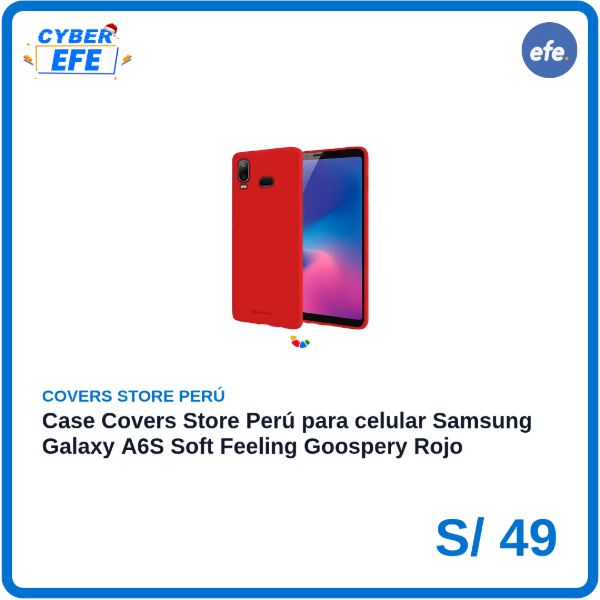 CYBER
EFE
efe.
COVERS STORE PERÚ
Case Covers Store Perú para celular Samsung
Galaxy A6S Soft Feeling Goospery Rojo
S/ 49